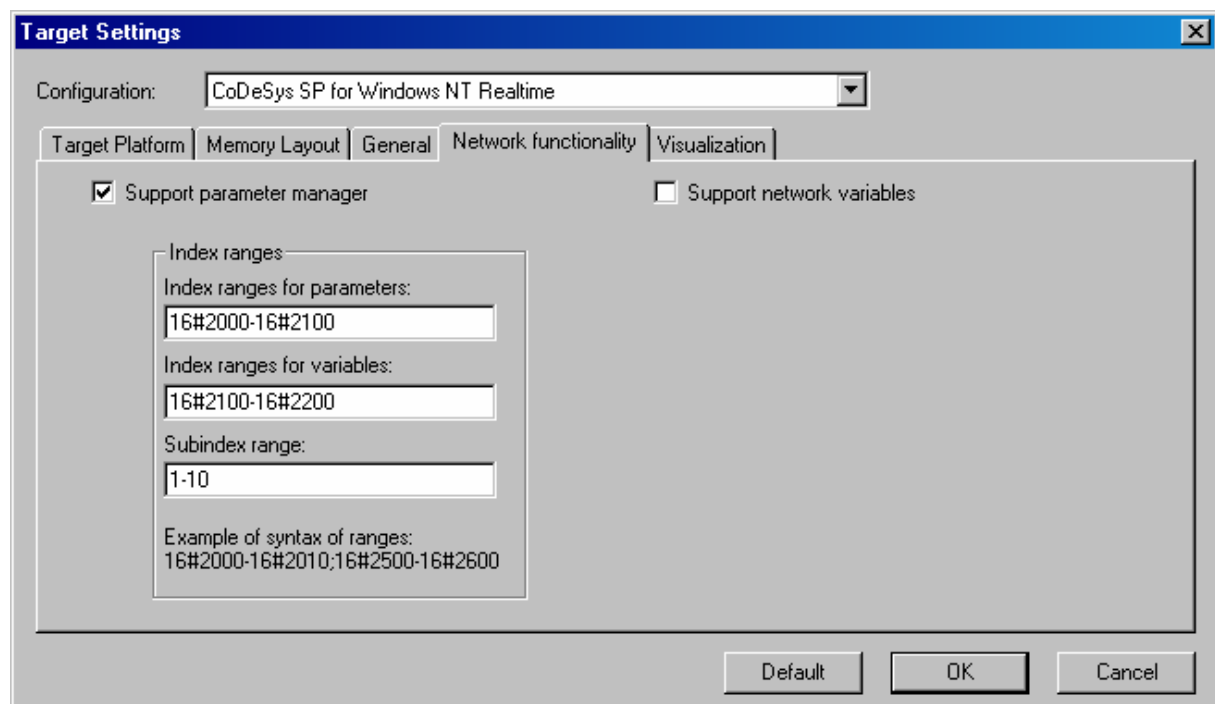 Target Settings
Configuration: CoDeSys SP for Windows NT Realtime
Target Platform Memory Layout General Network functionality Visualization
Support parameter manager Support network variables
Index ranges
Index ranges for parameters:
16#2000-16#2100
Index ranges for variables:
16#2100-16#2200
Subindex range:
1-10
Example of syntax of ranges:
16#2000-16#2010;16#2500-16#2600
Default OK Cancel